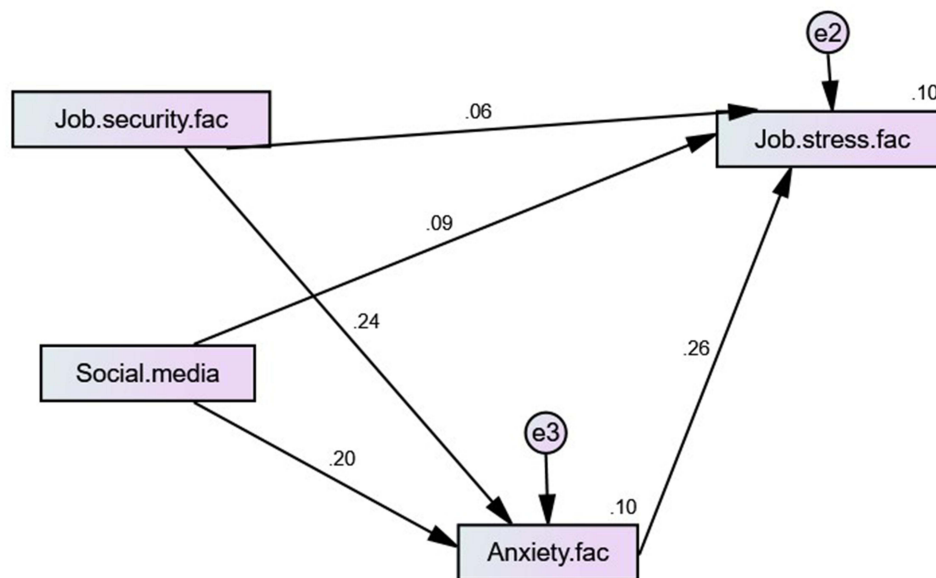 e2
.10
Job.security.fac
.06
Job.stress.fac
.09
.24
.26
Social.media
e3
.20
.10
Anxiety.fac